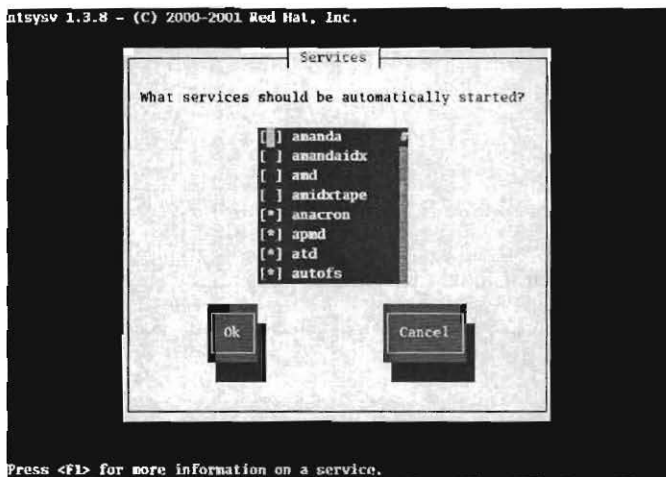 ntsysv 1.3.8 - (C) 2000-2001 Red Hat, Inc.
Services
What services should be automatically started?
[ ] amanda
[ ] amandaidx
[ ] amd
[ ] amidxtape
[*] anacron
[*] apmd
[*] atd
[*] autofs
Ok
Cancel
Press <F1> for more information on a service.